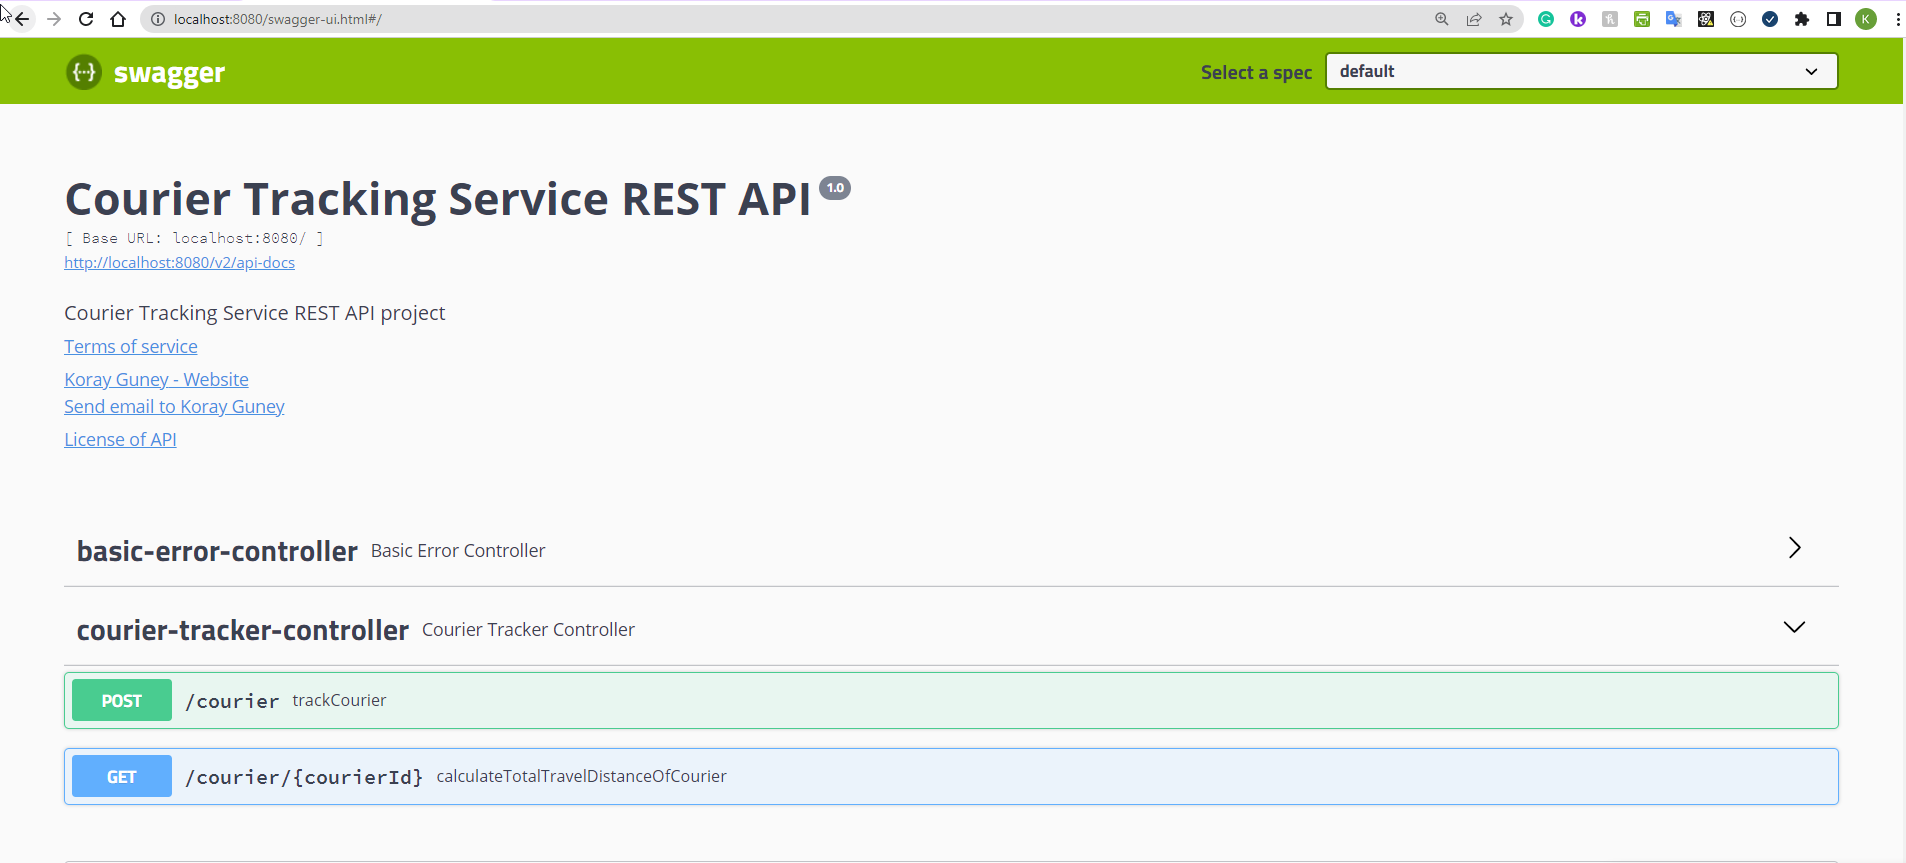 localhost:8080/swagger-ui.html#/
K
swagger
Select a spec
default
Courier Tracking Service REST API 1.0
[ Base URL: localhost:8080/ ]
http://localhost:8080/v2/api-docs
Courier Tracking Service REST API project
Terms of service
Koray Guney - Website
Send email to Koray Guney
License of API
basic-error-controller Basic Error Controller
courier-tracker-controller Courier Tracker Controller
POST /courier trackCourier
GET /courier/{courierId} calculateTotalTravelDistanceOfCourier